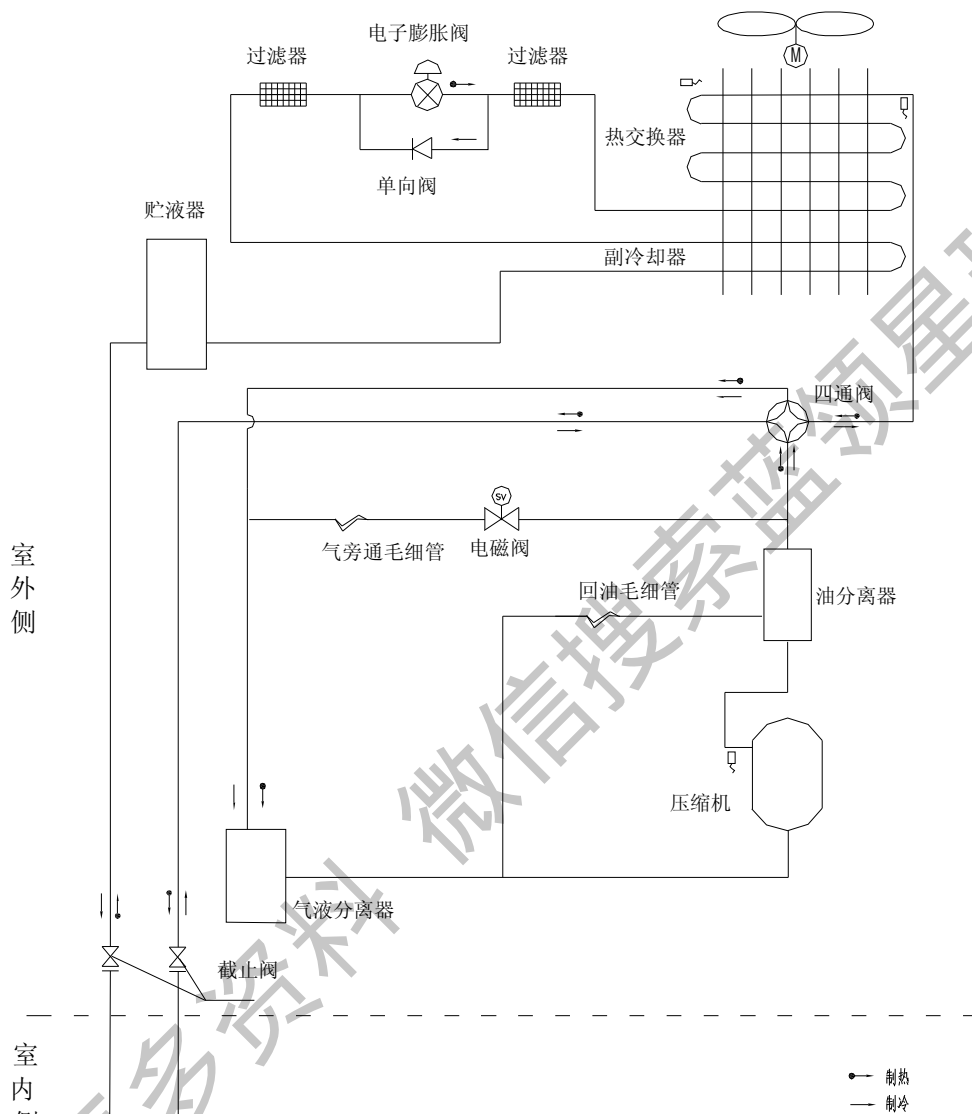 电子膨胀阀
过滤器
过滤器
M
热交换器
单向阀
贮液器
副冷却器
四通阀
SV
气旁通毛细管
电磁阀
室外侧
回油毛细管
油分离器
压缩机
气液分离器
截止阀
室内
制热
制冷
多资料 微信搜索蓝领星